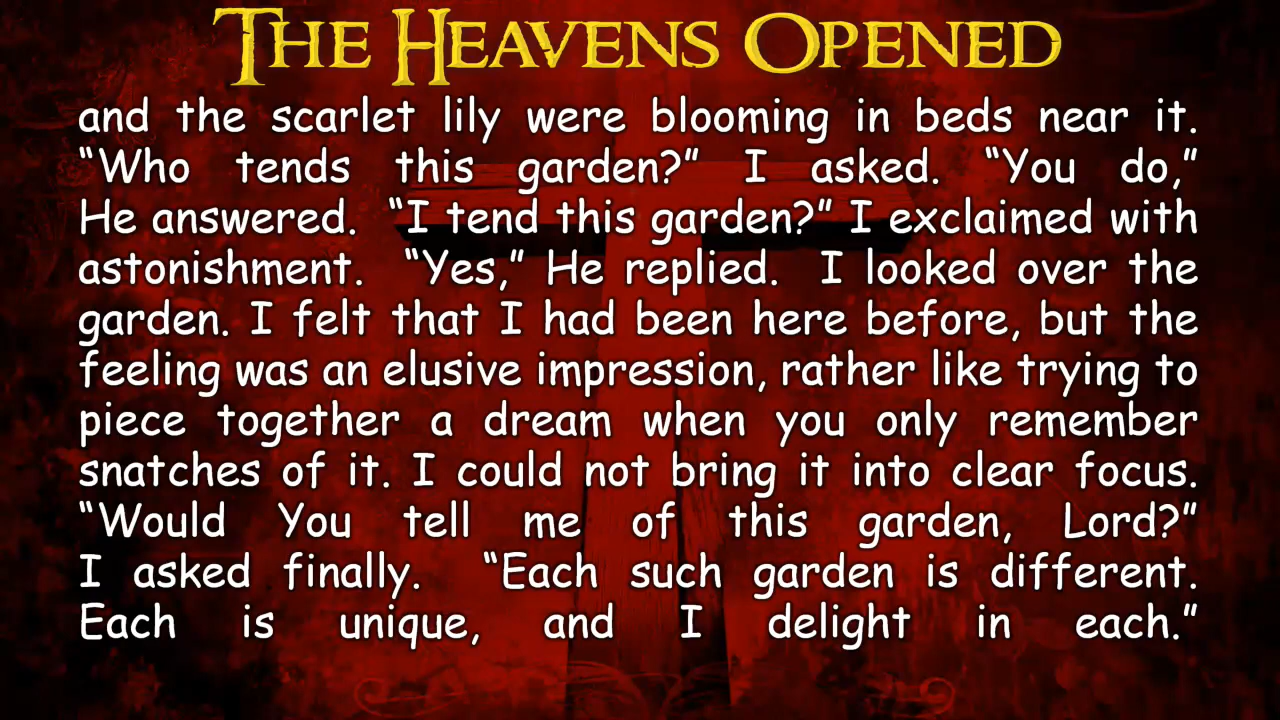 The Heavens Opened
and the scarlet lily were blooming in beds near it.
“Who tends this garden?” I asked. “You do,”
He answered. “I tend this garden?” I exclaimed with
astonishment. “Yes,” He replied. I looked over the
garden. I felt that I had been here before, but the
feeling was an elusive impression, rather like trying to
piece together a dream when you only remember
snatches of it. I could not bring it into clear focus.
“Would You tell me of this garden, Lord?”
I asked finally. “Each such garden is different.
Each is unique, and I delight in each.”